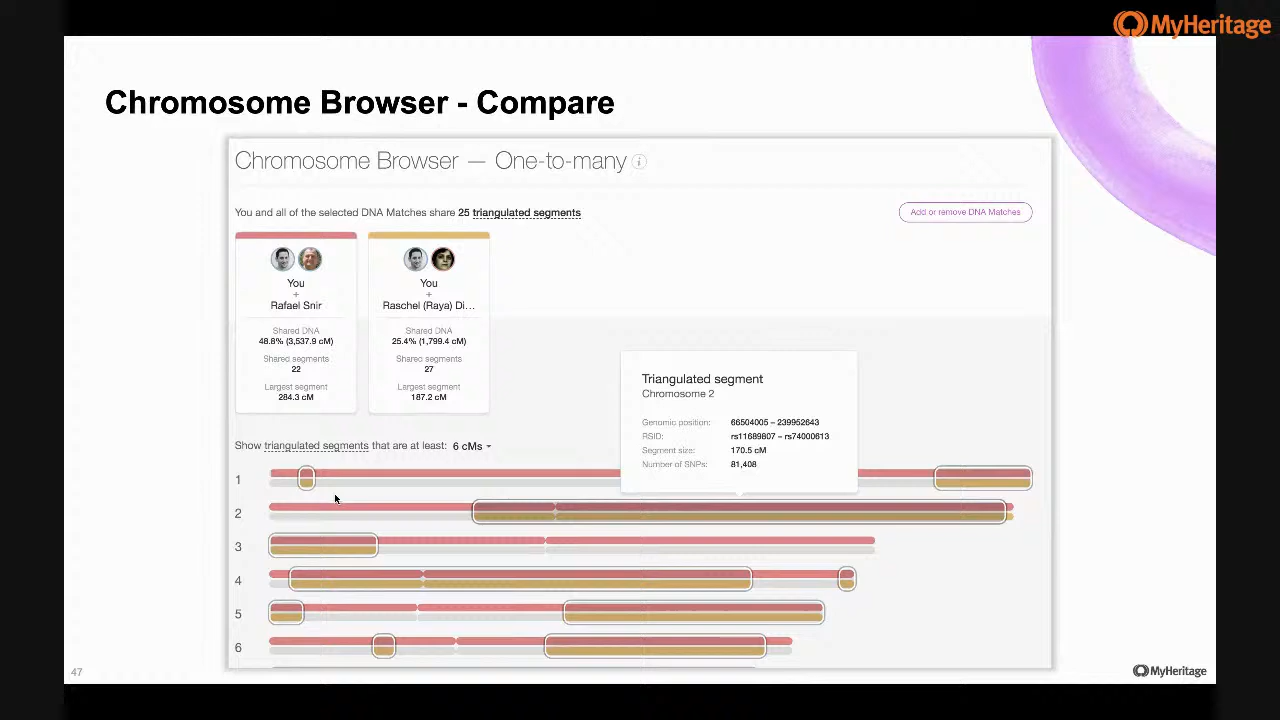 MyHeritage
Chromosome Browser - Compare
Chromosome Browser — One-to-many
You and all of the selected DNA Matches share 25 triangulated segments
Add or remove DNA Matches
You
+
Rafael Snir
Shared DNA
48.8% (3,537.9 cM)
Shared segments
22
Largest segment
284.3 cM
You
+
Raschel (Raya) Di...
Shared DNA
25.4% (1,799.4 cM)
Shared segments
27
Largest segment
187.2 cM
Triangulated segment
Chromosome 2
Genomic position: 66504005 – 239952643
RSID: rs11689807 – rs74000613
Segment size: 170.5 cM
Number of SNPs: 81,408
Show triangulated segments that are at least: 6 cMs
1
2
3
4
5
6
47
MyHeritage